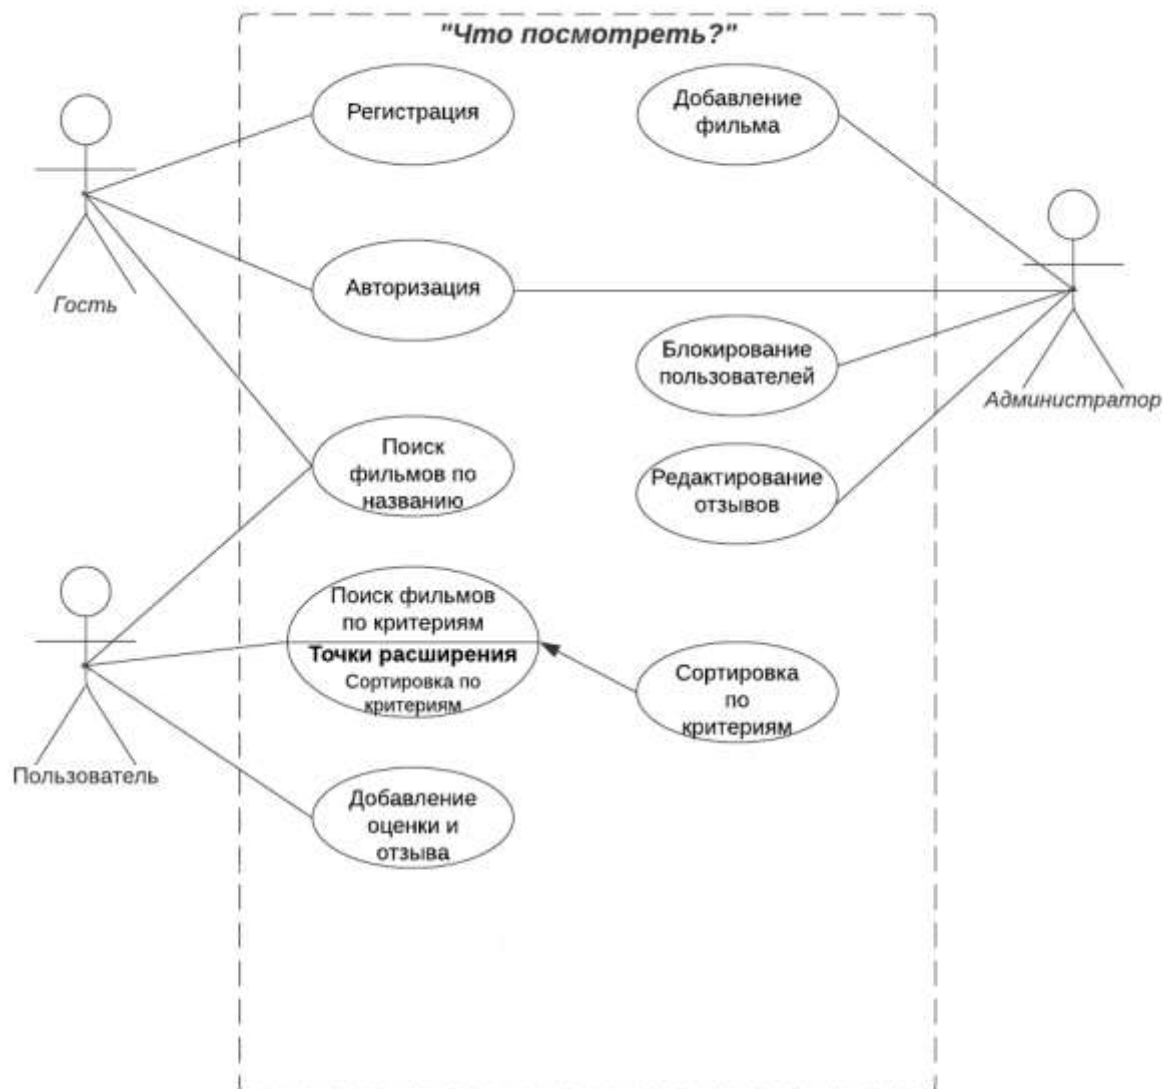 "Что посмотреть?"
Регистрация
Добавление
фильма
Гость
Авторизация
Блокирование
пользователей
Администратор
Поиск
фильмов по
названию
Редактирование
отзывов
Поиск фильмов
по критериям
Точки расширения
Сортировка по
критериям
Сортировка
по
критериям
Пользователь
Добавление
оценки и
отзыва